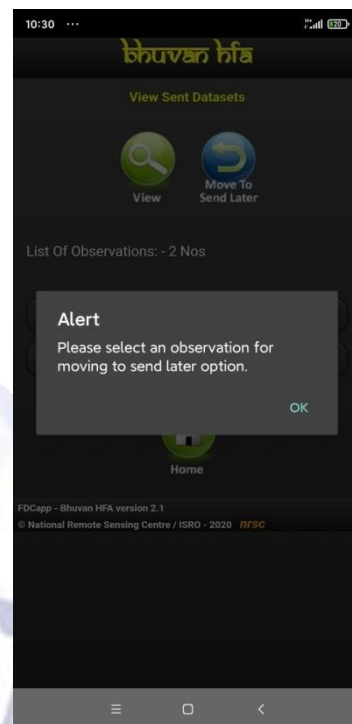 10:30 ...
820
bhuvan hfa
View Sent Datasets
View
Move To
Send Later
List Of Observations: - 2 Nos
Alert
Please select an observation for
moving to send later option.
OK
Home
FDCapp - Bhuvan HFA version 2.1
© National Remote Sensing Centre / ISRO - 2020 nrsc